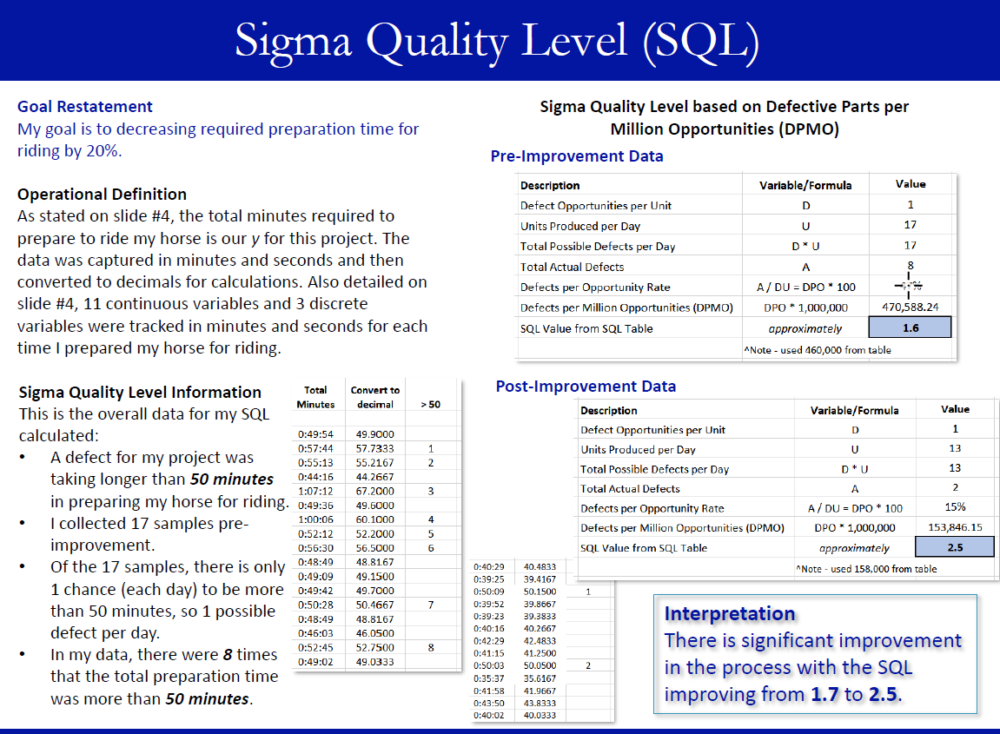 Sigma Quality Level (SQL)
Goal Restatement
My goal is to decreasing required preparation time for
riding by 20%.
Operational Definition
As stated on slide #4, the total minutes required to
prepare to ride my horse is our y for this project. The
data was captured in minutes and seconds and then
converted to decimals for calculations. Also detailed on
slide #4, 11 continuous variables and 3 discrete
variables were tracked in minutes and seconds for each
time I prepared my horse for riding.
Sigma Quality Level Information
This is the overall data for my SQL
calculated:
• A defect for my project was
taking longer than 50 minutes
in preparing my horse for riding.
• I collected 17 samples pre-
improvement.
• Of the 17 samples, there is only
1 chance (each day) to be more
than 50 minutes, so 1 possible
defect per day.
• In my data, there were 8 times
that the total preparation time
was more than 50 minutes.
Total Convert to
Minutes decimal > 50
0:49:54 49.9000
0:57:44 57.7333 1
0:55:13 55.2167 2
0:44:16 44.2667
1:07:12 67.2000 3
0:49:36 49.6000
1:00:06 60.1000 4
0:52:12 52.2000 5
0:56:30 56.5000 6
0:48:49 48.8167
0:49:09 49.1500
0:49:42 49.7000
0:50:28 50.4667 7
0:48:49 48.8167
0:46:03 46.0500
0:52:45 52.7500 8
0:49:02 49.0333
Sigma Quality Level based on Defective Parts per
Million Opportunities (DPMO)
Pre-Improvement Data
Description Variable/Formula Value
Defect Opportunities per Unit D 1
Units Produced per Day U 17
Total Possible Defects per Day D * U 17
Total Actual Defects A 8
Defects per Opportunity Rate A / DU = DPO * 100
Defects per Million Opportunities (DPMO) DPO * 1,000,000 470,588.24
SQL Value from SQL Table approximately 1.6
^Note - used 460,000 from table
Post-Improvement Data
Description Variable/Formula Value
Defect Opportunities per Unit D 1
Units Produced per Day U 13
Total Possible Defects per Day D * U 13
Total Actual Defects A 2
Defects per Opportunity Rate A / DU = DPO * 100 15%
Defects per Million Opportunities (DPMO) DPO * 1,000,000 153,846.15
SQL Value from SQL Table approximately 2.5
^Note - used 158,000 from table
0:40:29 40.4833
0:39:25 39.4167
0:50:09 50.1500 1
0:39:52 39.8667
0:39:23 39.3833
0:40:16 40.2667
0:42:29 42.4833
0:41:15 41.2500
0:50:03 50.0500 2
0:35:37 35.6167
0:41:58 41.9667
0:43:50 43.8333
0:40:02 40.0333
Interpretation
There is significant improvement
in the process with the SQL
improving from 1.7 to 2.5.